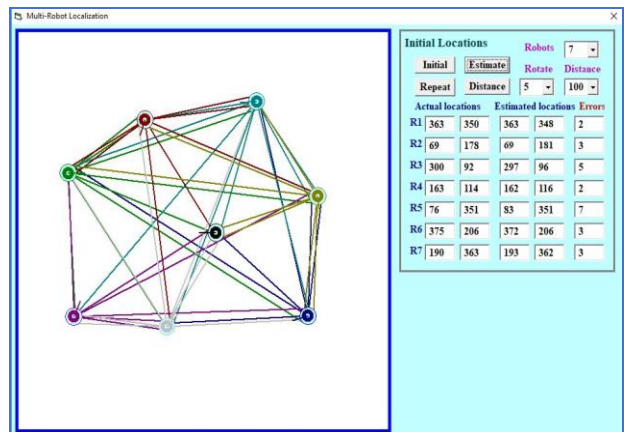 Multi-Robot Localization
Initial Locations
Robots 7
Initial Estimate Rotate Distance
Repeat Distance 5 100
Actual locations Estimated locations Errors
R1 363 350 363 348 2
R2 69 178 69 181 3
R3 300 92 297 96 5
R4 163 114 162 116 2
R5 76 351 83 351 7
R6 375 206 372 206 3
R7 190 363 193 362 3